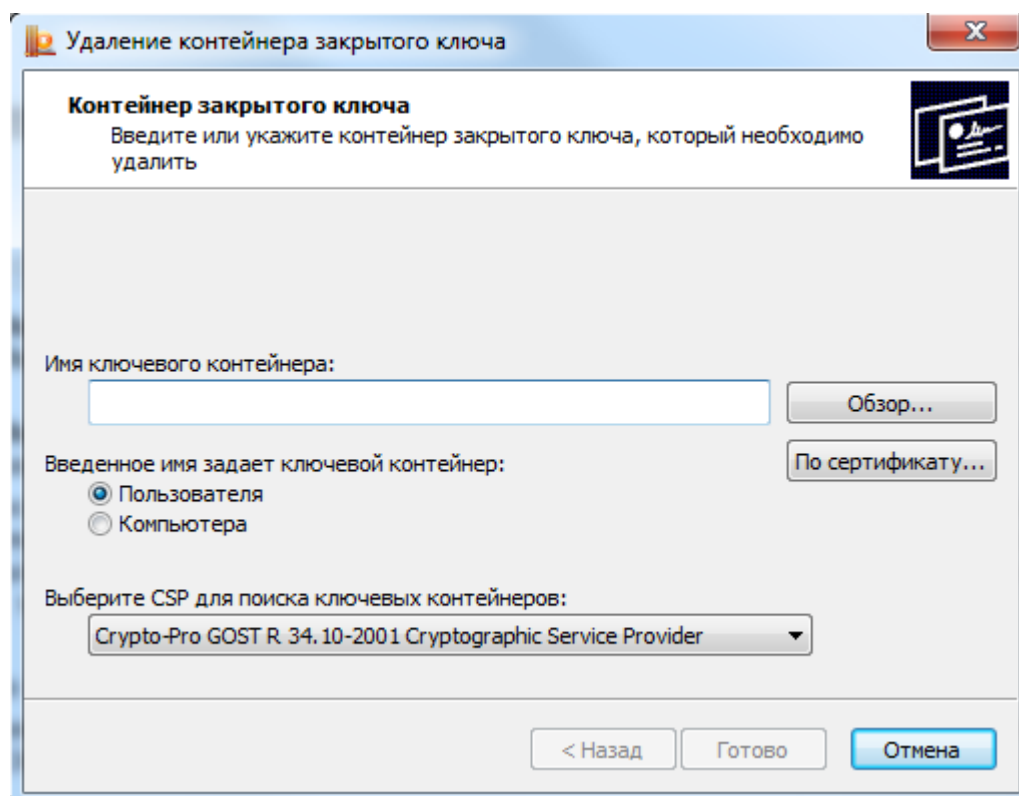 Удаление контейнера закрытого ключа
Контейнер закрытого ключа
Введите или укажите контейнер закрытого ключа, который необходимо
удалить
Имя ключевого контейнера:
Обзор...
По сертификату...
Введенное имя задает ключевой контейнер:
Пользователя
Компьютера
Выберите CSP для поиска ключевых контейнеров:
Crypto-Pro GOST R 34.10-2001 Cryptographic Service Provider
< Назад
Готово
Отмена